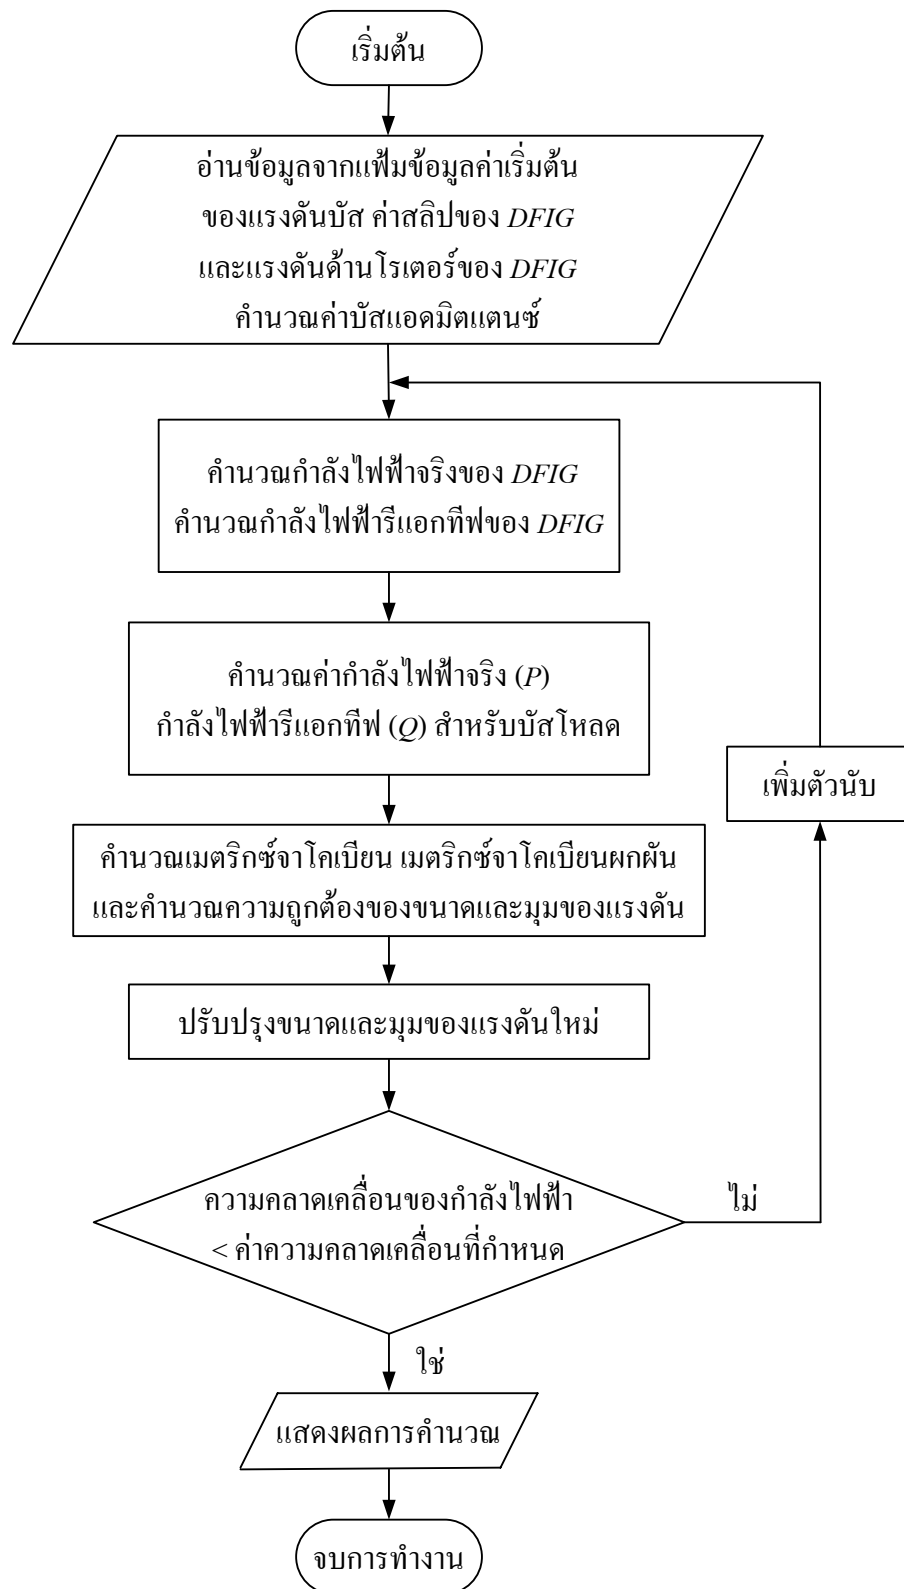 เริ่มต้น
อ่านข้อมูลจากแฟ้มข้อมูลค่าเริ่มต้น
ของแรงดันบัส ค่าสลิปของ DFIG
และแรงดันด้านโรเตอร์ของ DFIG
คำนวณค่าบัสแอดมิตแตนซ์
คำนวณกำลังไฟฟ้าจริงของ DFIG
คำนวณกำลังไฟฟ้ารีแอกทีฟของ DFIG
คำนวณค่ากำลังไฟฟ้าจริง (P)
กำลังไฟฟ้ารีแอกทีฟ (Q) สำหรับบัสโหลด
เพิ่มตัวนับ
คำนวณเมตริกซ์จาโคเบียน เมตริกซ์จาโคเบียนผกผัน
และคำนวณความถูกต้องของขนาดและมุมของแรงดัน
ปรับปรุงขนาดและมุมของแรงดันใหม่
ความคลาดเคลื่อนของกำลังไฟฟ้า
< ค่าความคลาดเคลื่อนที่กำหนด
ไม่
ใช่
แสดงผลการคำนวณ
จบการทำงาน